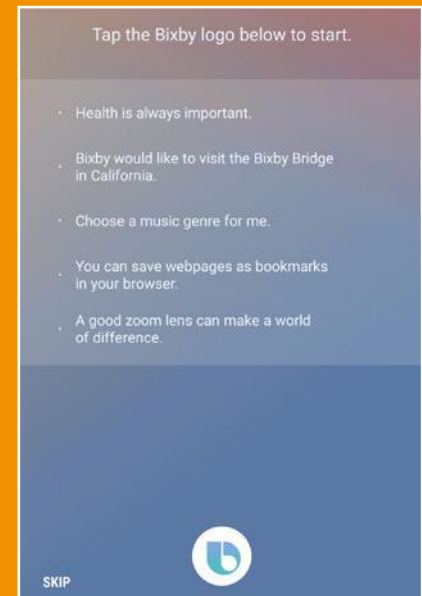 Tap the Bixby logo below to start.
Health is always important.
Bixby would like to visit the Bixby Bridge
in California.
Choose a music genre for me.
You can save webpages as bookmarks
in your browser.
A good zoom lens can make a world
of difference.
SKIP